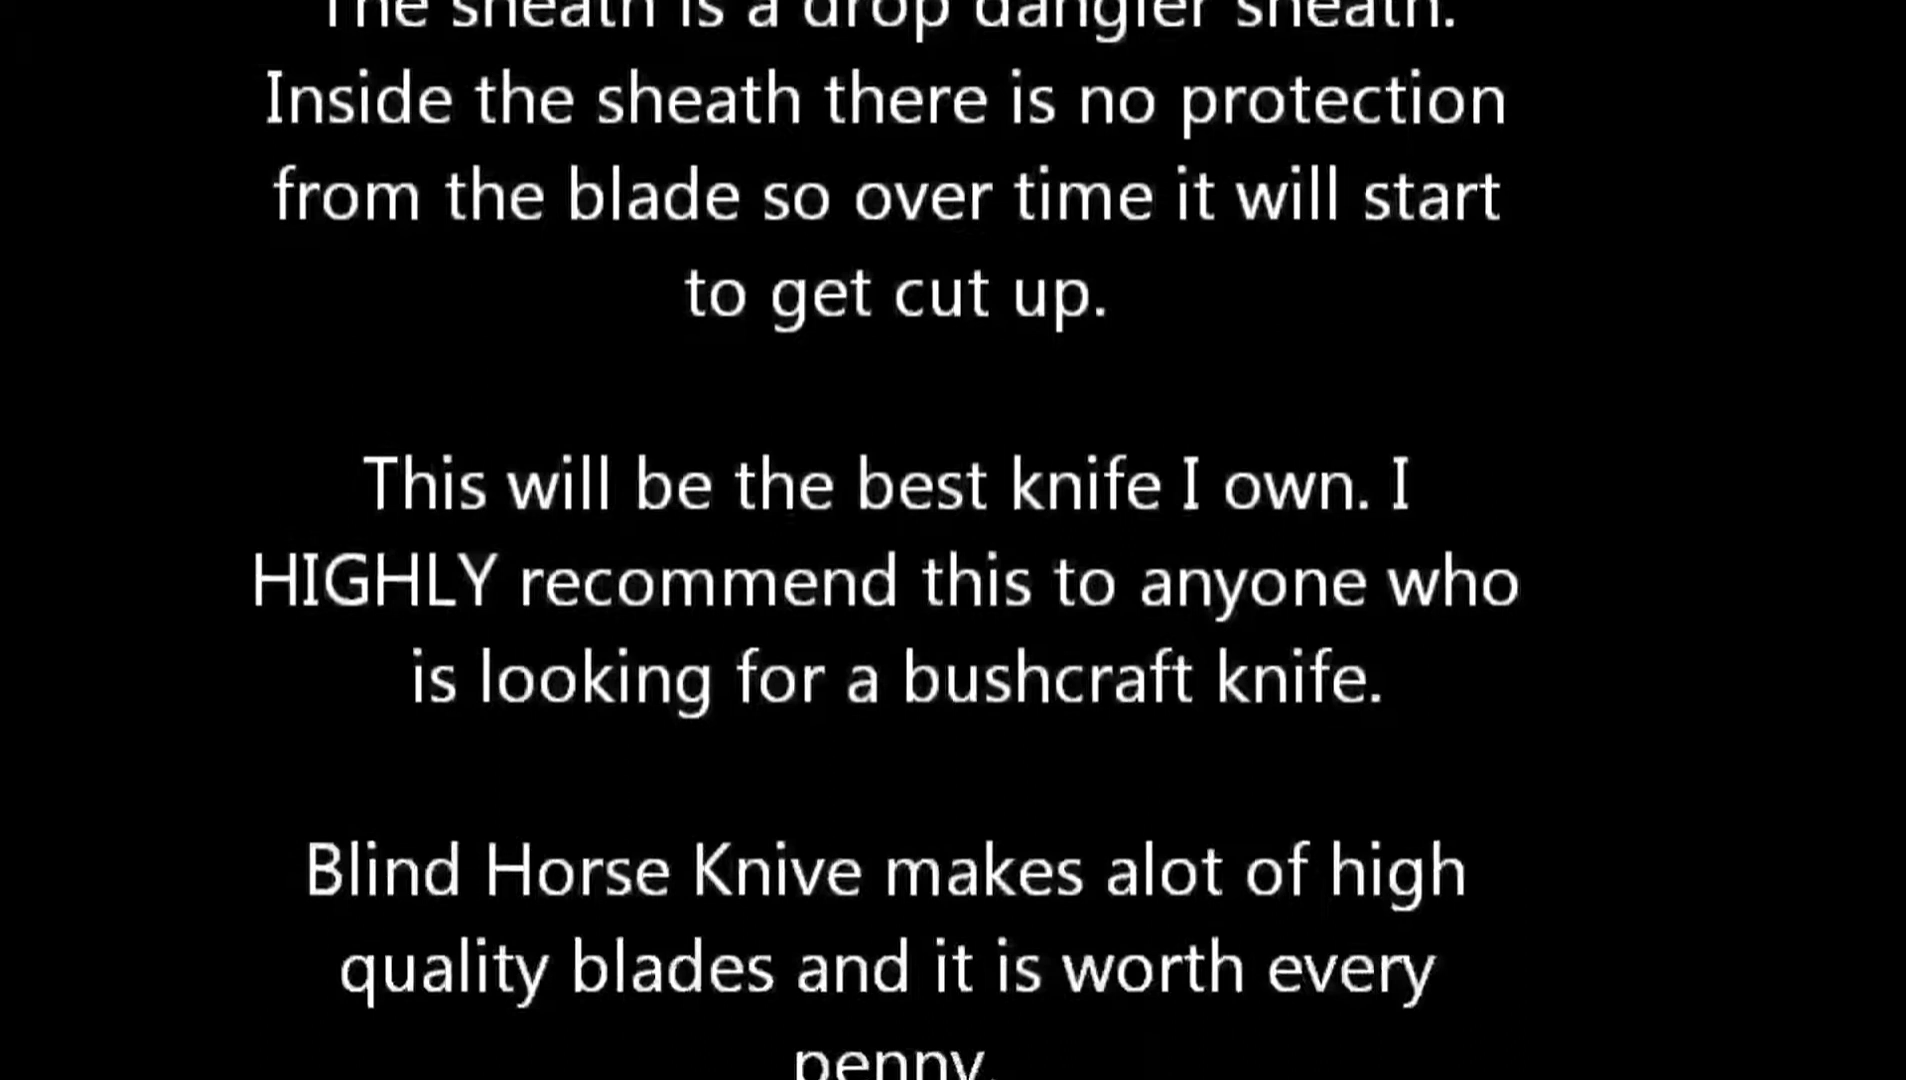 The sheath is a drop dangler sheath.
Inside the sheath there is no protection
from the blade so over time it will start
to get cut up.
This will be the best knife I own. I
HIGHLY recommend this to anyone who
is looking for a bushcraft knife.
Blind Horse Knive makes alot of high
quality blades and it is worth every
penny.